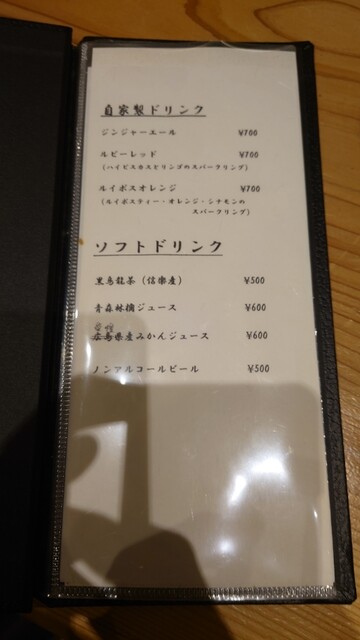 自家製ドリンク
ジンジャーエール ¥700
ルビーレッド ¥700
(ハイビスカスとリンゴのスパークリング)
ルイボスオレンジ ¥700
(ルイボスティー・オレンジ・シナモンの
スパークリング)
ソフトドリンク
黒烏龍茶(信楽産) ¥500
青森林檎ジュース ¥600
広島県産みかんジュース ¥600
ノンアルコールビール ¥500